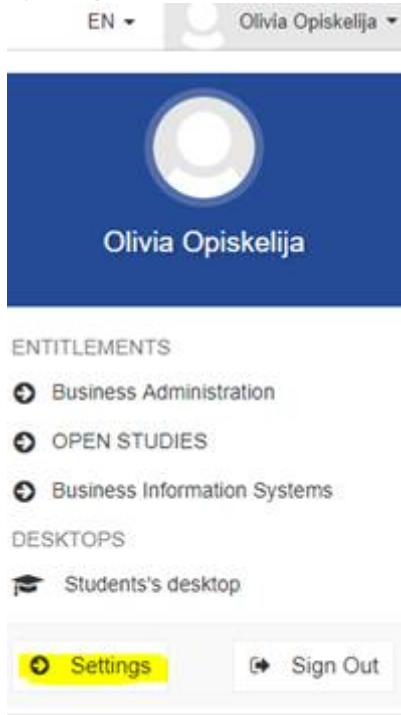 EN Olivia Opiskelija
Olivia Opiskelija
ENTITLEMENTS
Business Administration
OPEN STUDIES
Business Information Systems
DESKTOPS
Students's desktop
Settings Sign Out